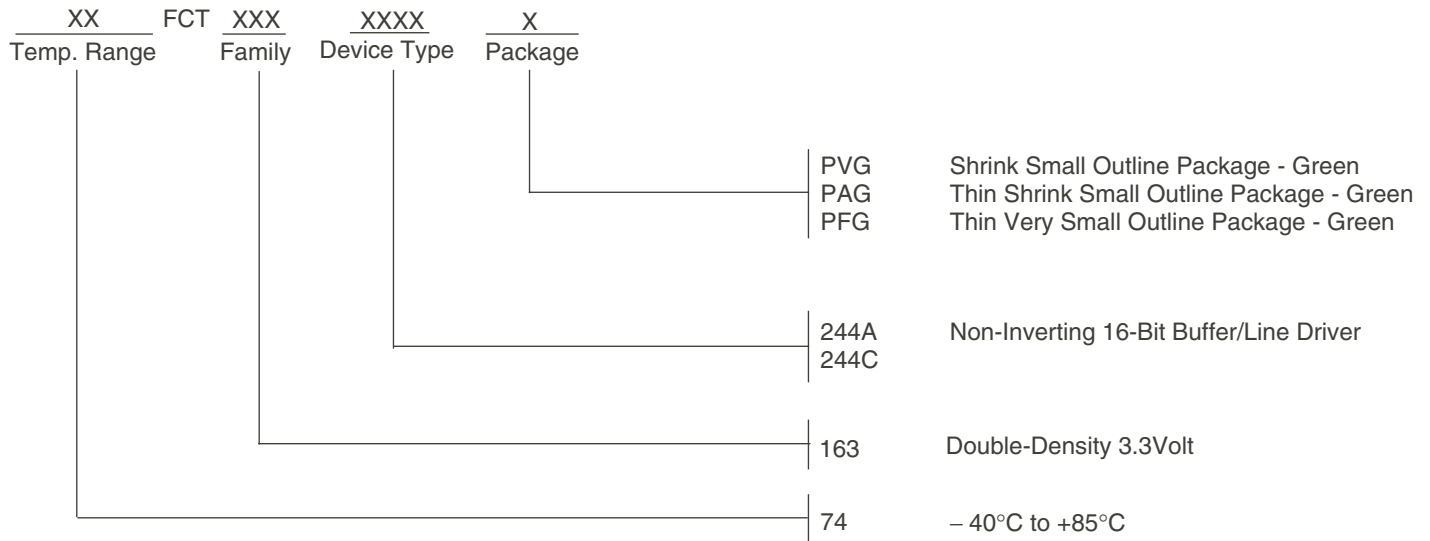 XX FCT XXX XXXX X
Temp. Range Family Device Type Package
PVG Shrink Small Outline Package - Green
PAG Thin Shrink Small Outline Package - Green
PFG Thin Very Small Outline Package - Green
244A Non-Inverting 16-Bit Buffer/Line Driver
244C
163 Double-Density 3.3Volt
74 – 40°C to +85°C